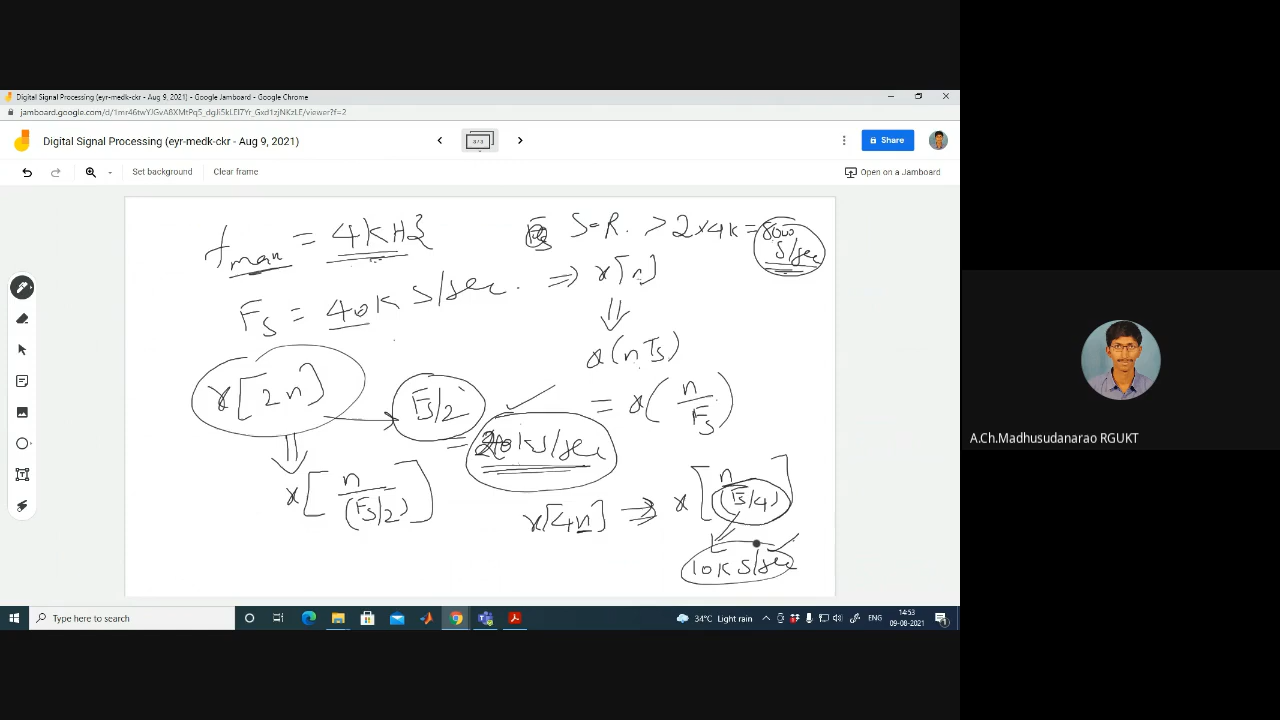 Digital Signal Processing (eyr-medk-ckr - Aug 9, 2021) - Google Jamboard - Google Chrome
Digital Signal Processing (eyr-medk-ckr - Aug 9, 2021)
Share
Set background
Clear frame
Open on a Jamboard
fmax = 4KHz
S-R. > 2x4K = 8000 S/sec
Fs = 40K S/sec. ⇒ x[n]
⇓
x(nTs)
x[2n] → Fs/2
= x(n/Fs)
= 20KS/sec
⇓
x[n/(Fs/2)]
x[4n] ⇒ x[n/(Fs/4)]
10K S/sec
A.Ch.Madhusudanarao RGUKT
Type here to search
34°C Light rain
ENG
14:53
09-08-2021